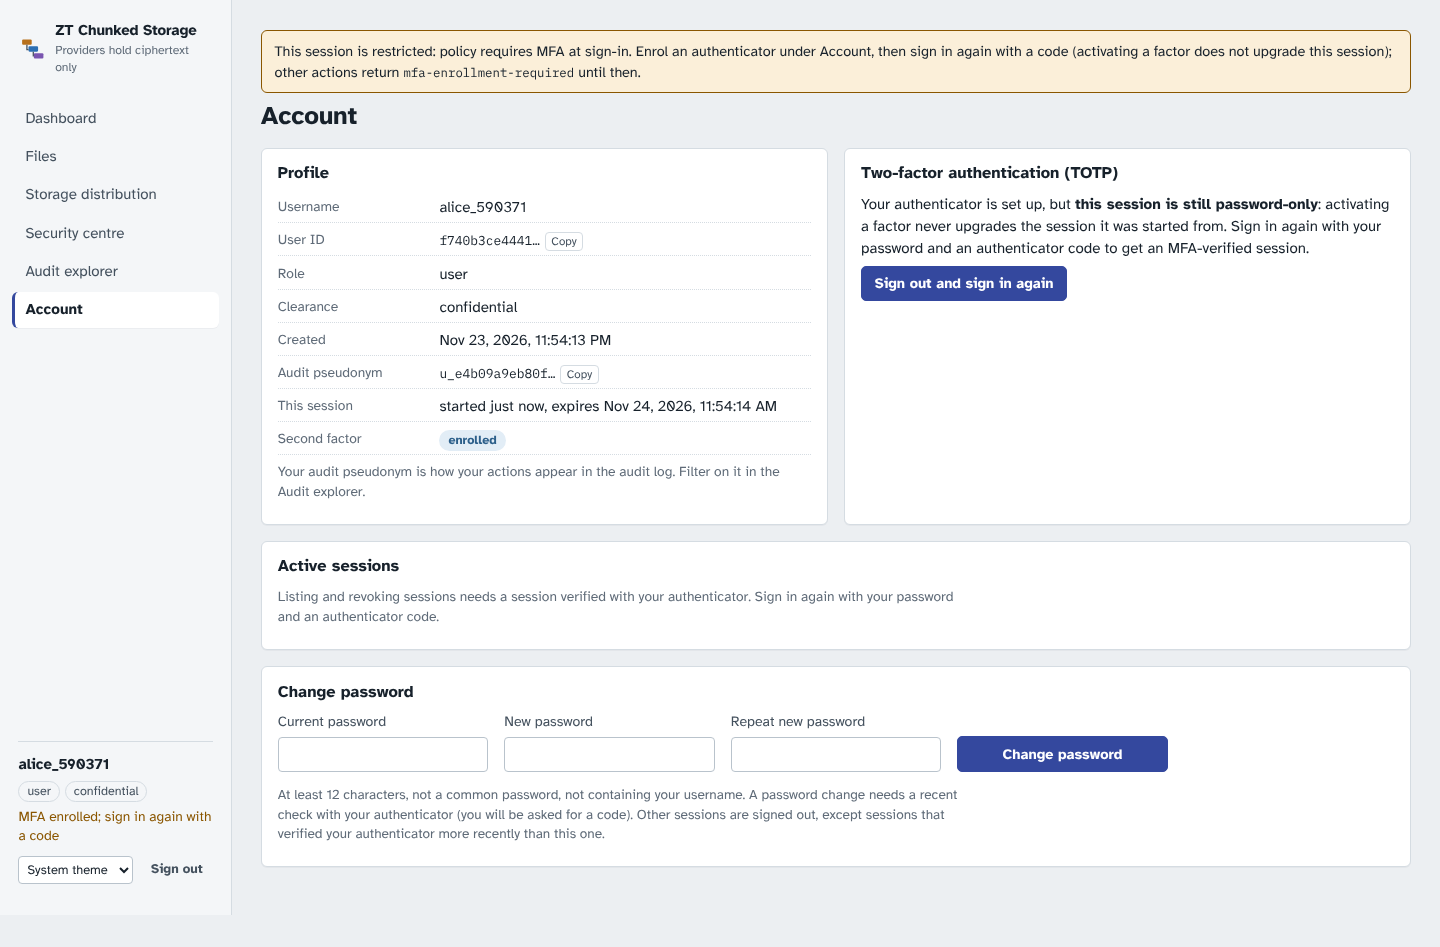 ZT Chunked Storage
Providers hold ciphertext
only
Dashboard
Files
Storage distribution
Security centre
Audit explorer
Account
alice_590371
user confidential
MFA enrolled; sign in again with
a code
System theme Sign out
This session is restricted: policy requires MFA at sign-in. Enrol an authenticator under Account, then sign in again with a code (activating a factor does not upgrade this session);
other actions return mfa-enrollment-required until then.
Account
Profile
Username alice_590371
User ID f740b3ce4441… Copy
Role user
Clearance confidential
Created Nov 23, 2026, 11:54:13 PM
Audit pseudonym u_e4b09a9eb80f… Copy
This session started just now, expires Nov 24, 2026, 11:54:14 AM
Second factor enrolled
Your audit pseudonym is how your actions appear in the audit log. Filter on it in the
Audit explorer.
Two-factor authentication (TOTP)
Your authenticator is set up, but this session is still password-only: activating
a factor never upgrades the session it was started from. Sign in again with your
password and an authenticator code to get an MFA-verified session.
Sign out and sign in again
Active sessions
Listing and revoking sessions needs a session verified with your authenticator. Sign in again with your password
and an authenticator code.
Change password
Current password New password Repeat new password
Change password
At least 12 characters, not a common password, not containing your username. A password change needs a recent
check with your authenticator (you will be asked for a code). Other sessions are signed out, except sessions that
verified your authenticator more recently than this one.